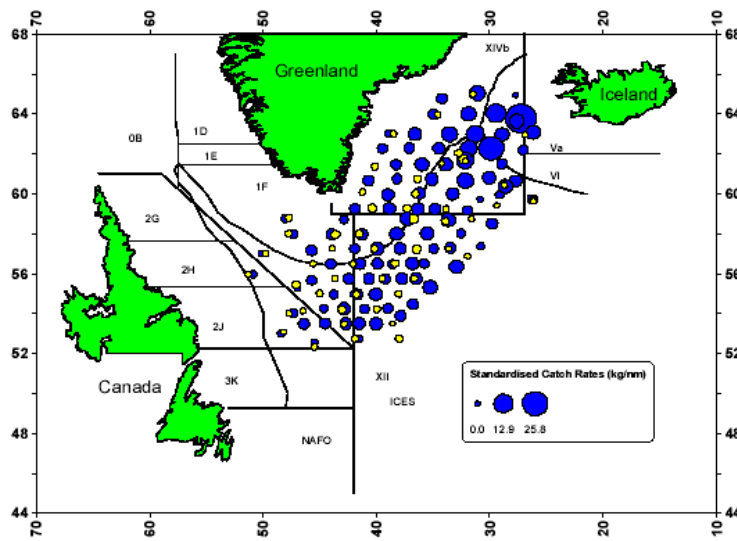 70 60 50 40 30 20 10
68 68
XIVb
Greenland
Iceland
64 64
0B 1D
Va
1E
VI
1F
60 60
2G
2H
56 56
2J
52 52
Canada 3K XII
ICES
Standardised Catch Rates (kg/nm)
0.0 12.9 25.8
48 48
NAFO
44 44
70 60 50 40 30 20 10